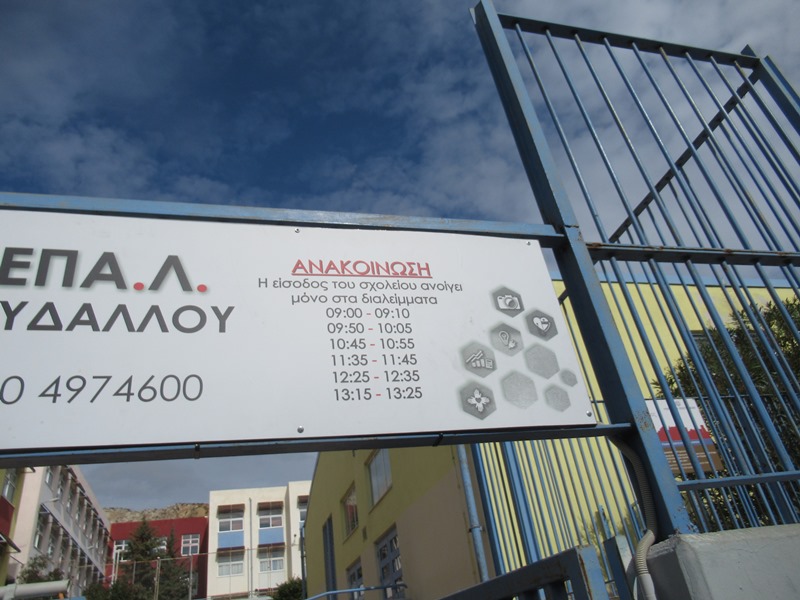 ΕΠΑ.Λ.
ΥΔΑΛΛΟΥ
0 4974600
ΑΝΑΚΟΙΝΩΣΗ
Η είσοδος του σχολείου ανοίγει
μόνο στα διαλείμματα
09:00 - 09:10
09:50 - 10:05
10:45 - 10:55
11:35 - 11:45
12:25 - 12:35
13:15 - 13:25